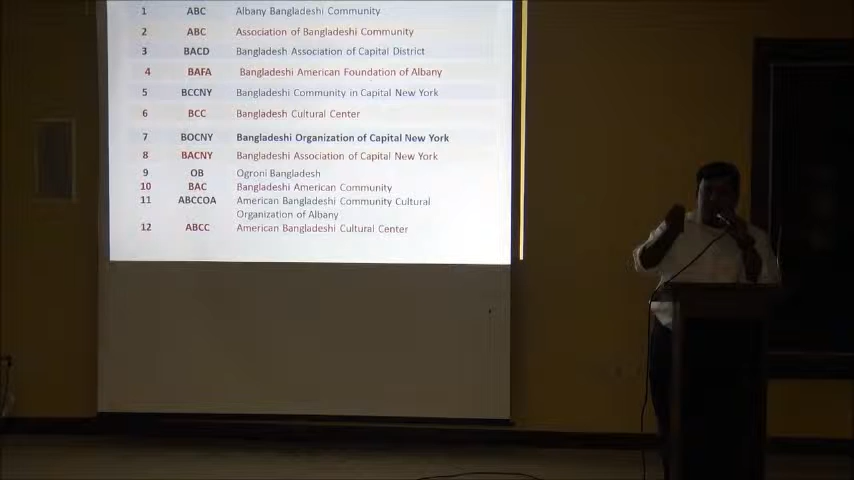 1 ABC Albany Bangladeshi Community
2 ABC Association of Bangladeshi Community
3 BACD Bangladesh Association of Capital District
4 BAFA Bangladeshi American Foundation of Albany
5 BCCNY Bangladeshi Community in Capital New York
6 BCC Bangladesh Cultural Center
7 BOCNY Bangladeshi Organization of Capital New York
8 BACNY Bangladeshi Association of Capital New York
9 OB Ogroni Bangladesh
10 BAC Bangladeshi American Community
11 ABCCOA American Bangladeshi Community Cultural
Organization of Albany
12 ABCC American Bangladeshi Cultural Center